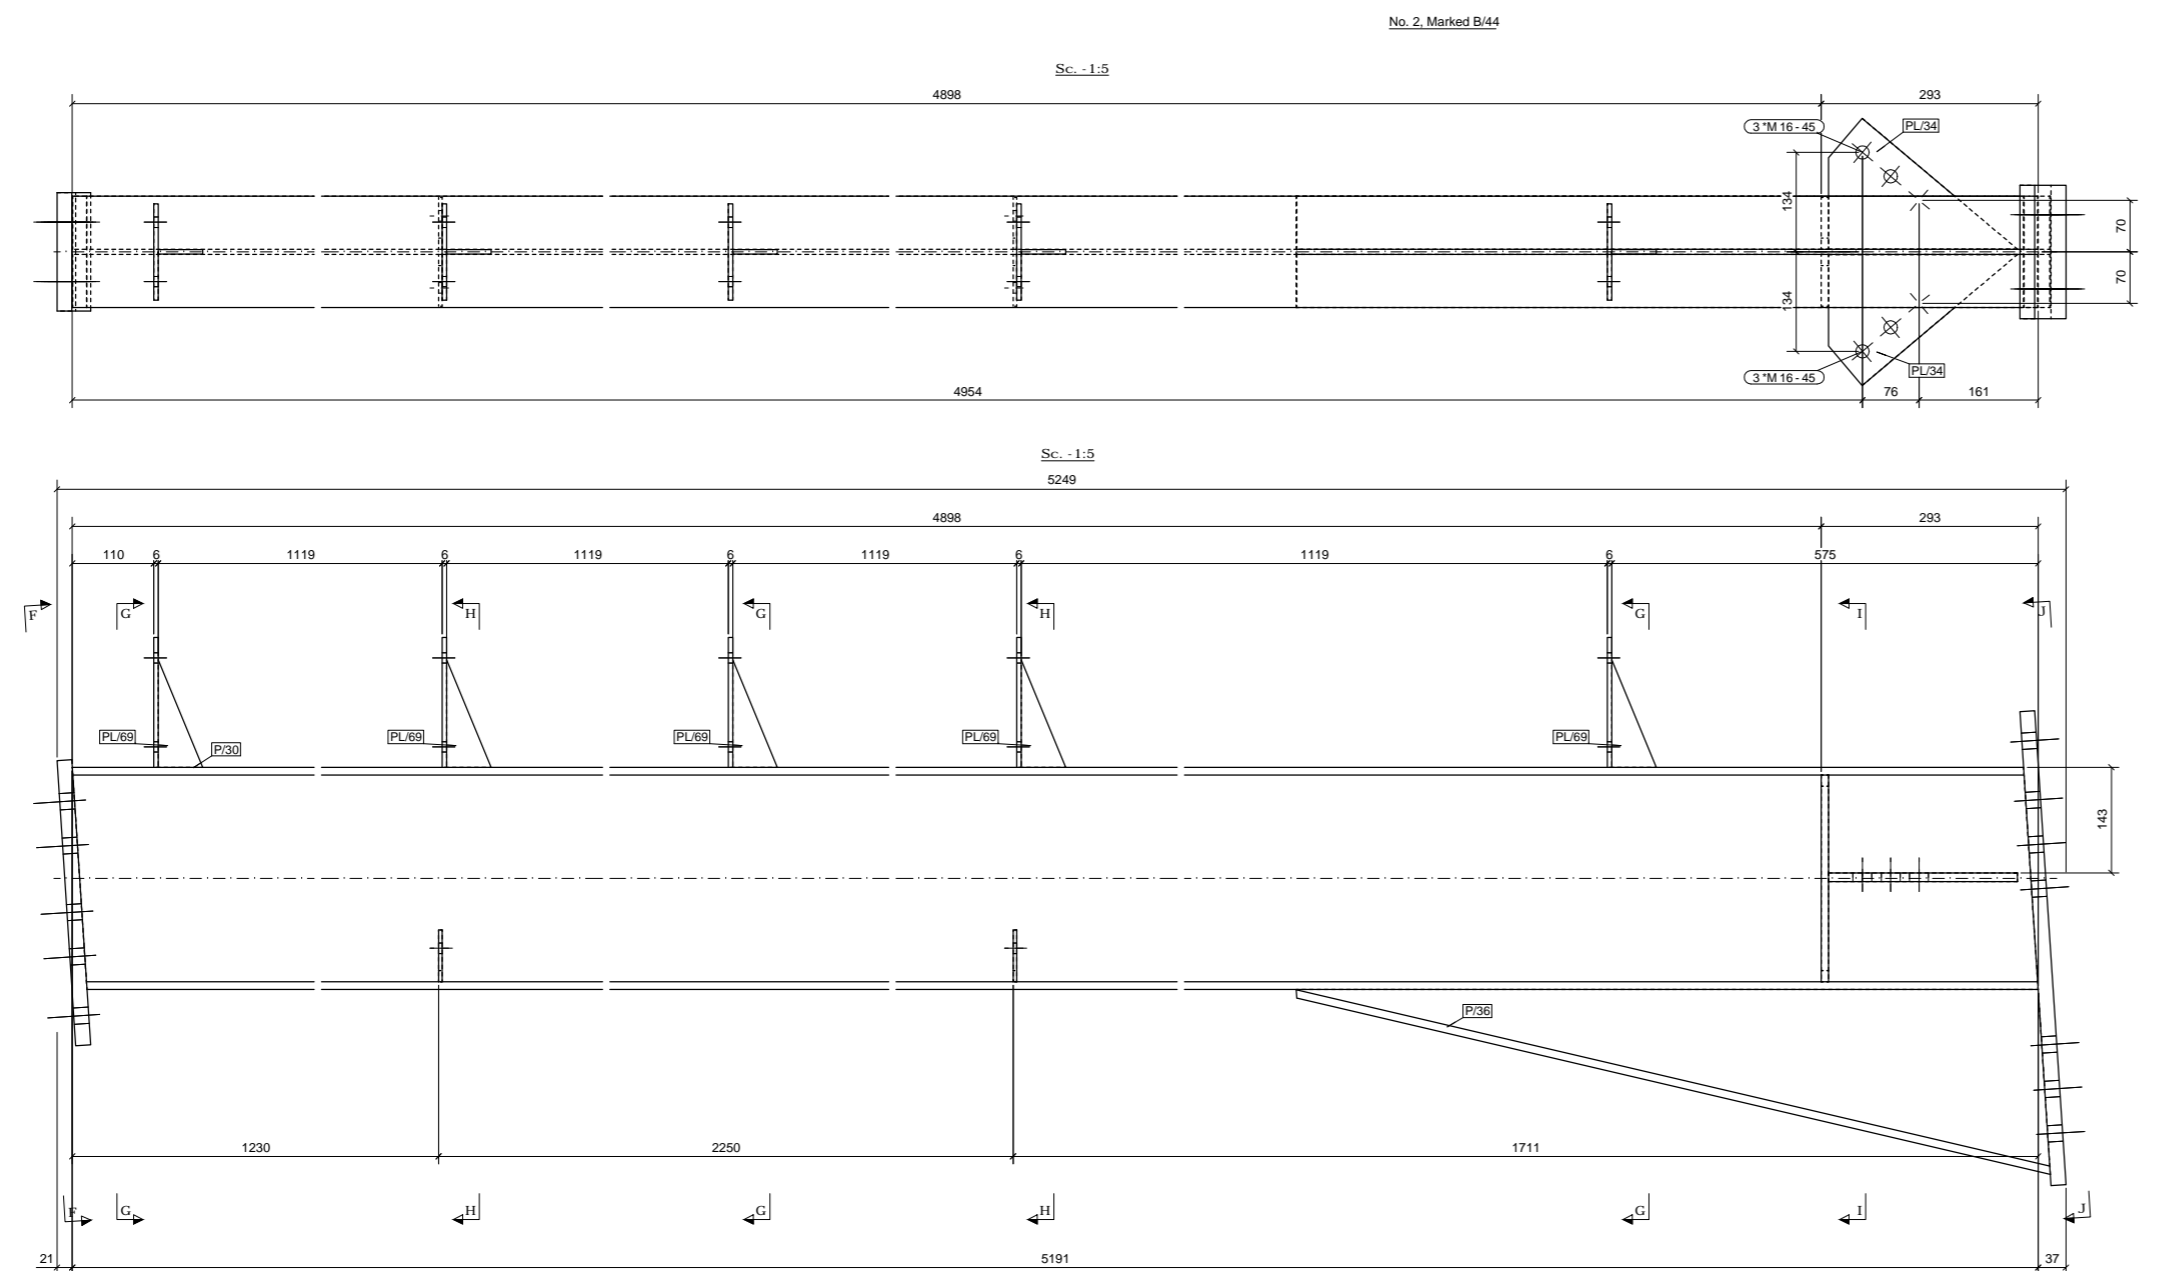 No. 2, Marked B/44
Sc. -1:5
4898 293
3 *M 16 - 45 PL/34
134 70
134 70
3 *M 16 - 45 PL/34
4954 76 161
Sc. -1:5
5249
4898 293
110 6 1119 6 1119 6 1119 6 1119 6 575
F G H G H G I J
PL/69 P/30 PL/69 PL/69 PL/69 PL/69
143
P/36
1230 2250 1711
F G H G H G I J
21 5191 37